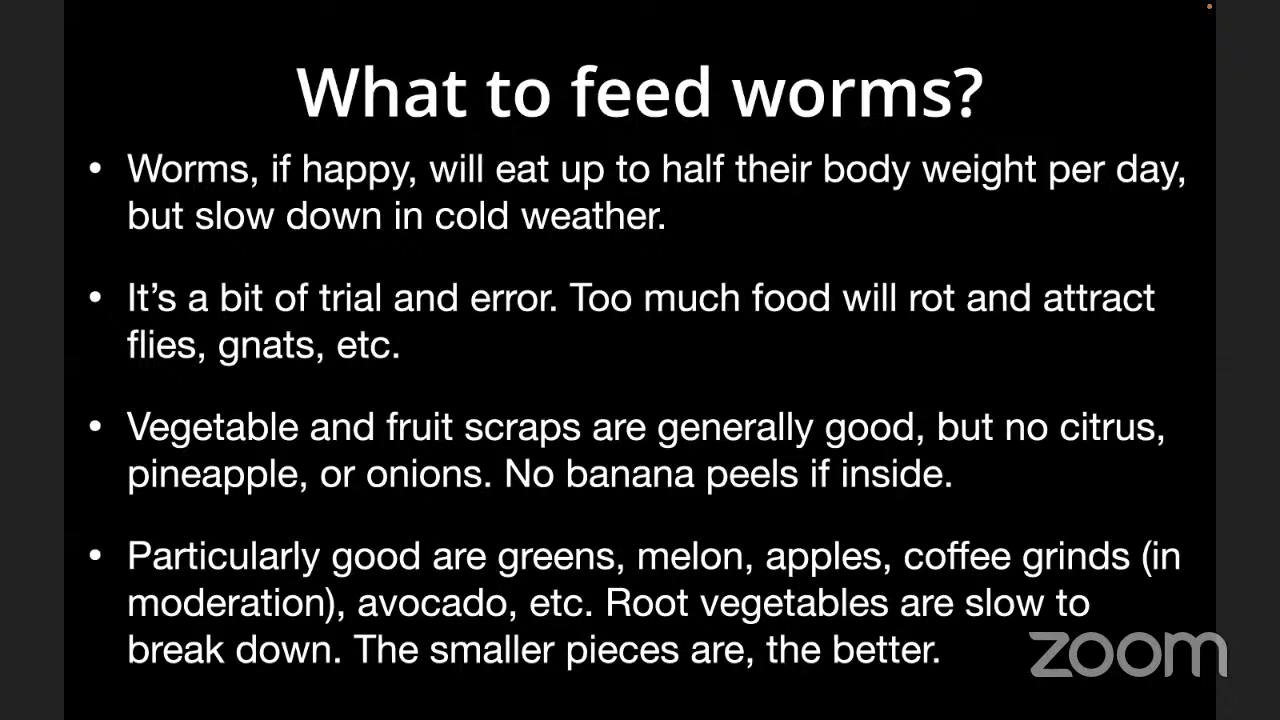 What to feed worms?
• Worms, if happy, will eat up to half their body weight per day,
but slow down in cold weather.
• It’s a bit of trial and error. Too much food will rot and attract
flies, gnats, etc.
• Vegetable and fruit scraps are generally good, but no citrus,
pineapple, or onions. No banana peels if inside.
• Particularly good are greens, melon, apples, coffee grinds (in
moderation), avocado, etc. Root vegetables are slow to
break down. The smaller pieces are, the better.
zoom